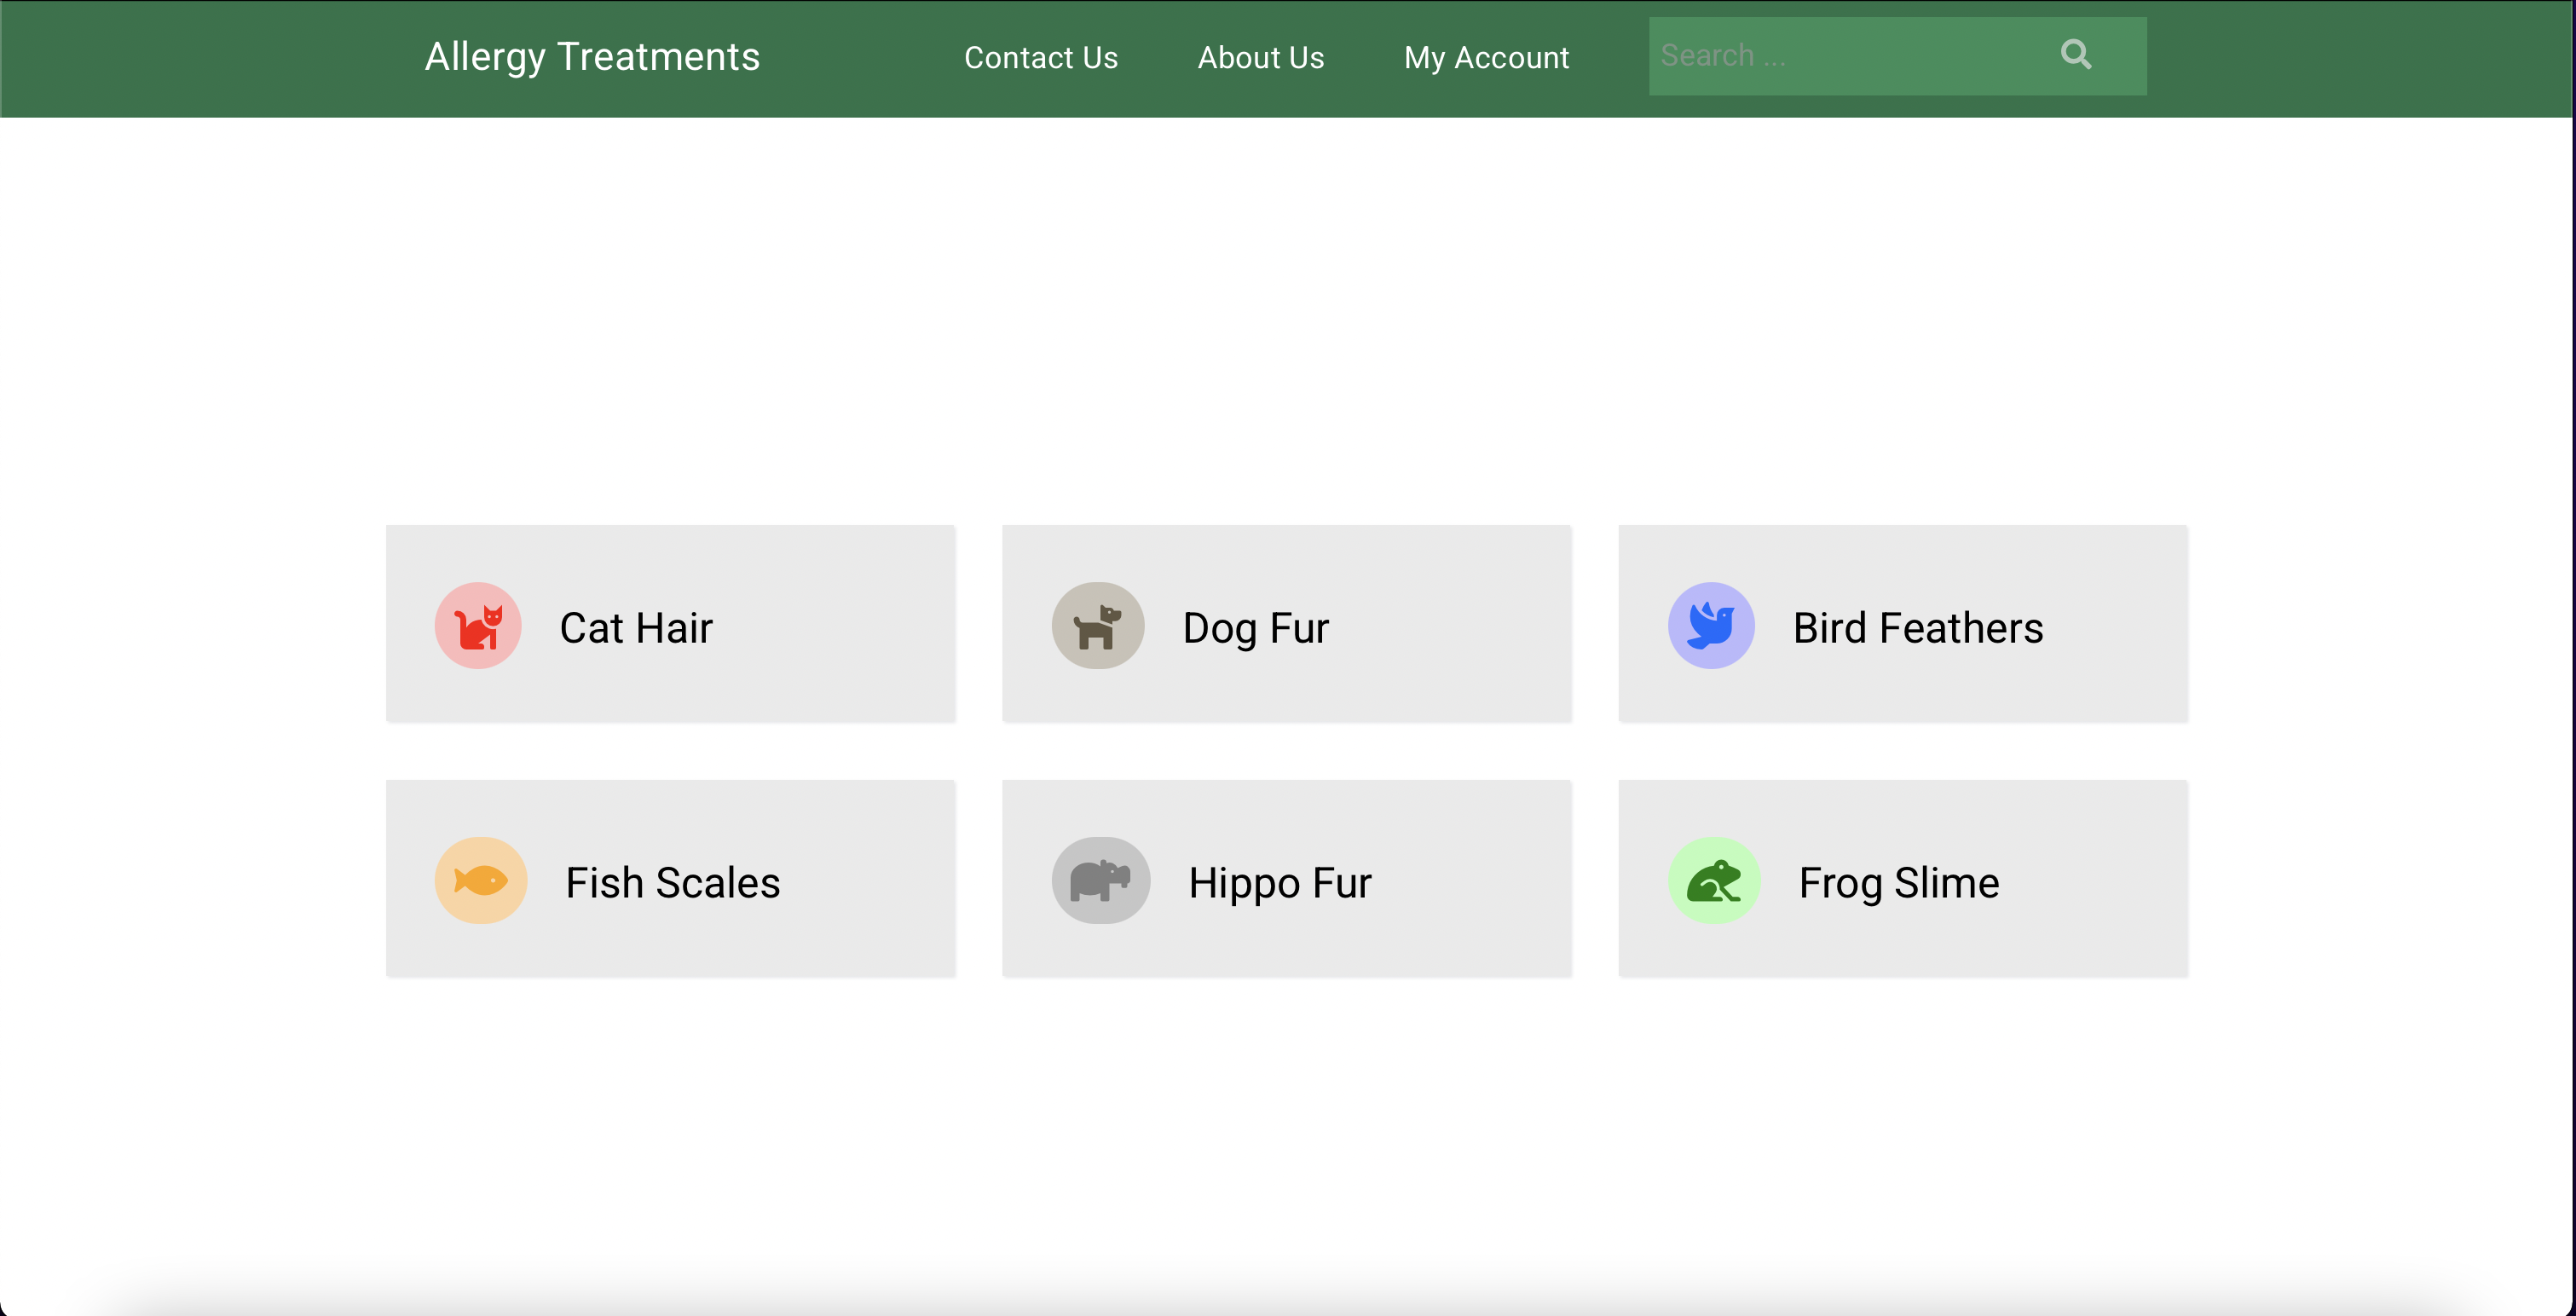 Allergy Treatments Contact Us About Us My Account Search ...
Cat Hair Dog Fur Bird Feathers
Fish Scales Hippo Fur Frog Slime